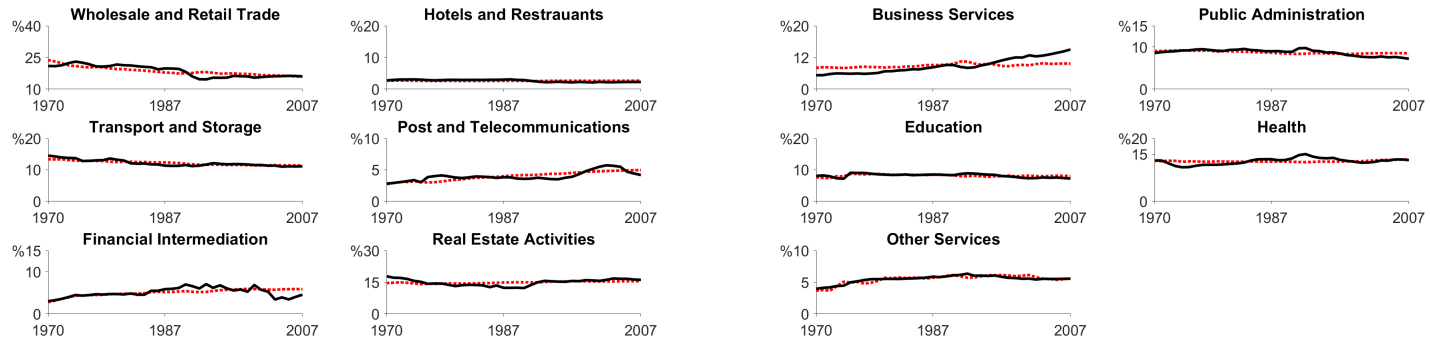 Wholesale and Retail Trade
%40
25
10
1970 1987 2007
Hotels and Restrauants
%20
10
0
1970 1987 2007
Business Services
%20
12
0
1970 1987 2007
Public Administration
%15
10
0
1970 1987 2007
Transport and Storage
%20
10
0
1970 1987 2007
Post and Telecommunications
%10
5
0
1970 1987 2007
Education
%20
10
0
1970 1987 2007
Health
%20
15
0
1970 1987 2007
Financial Intermediation
%15
10
0
1970 1987 2007
Real Estate Activities
%30
15
0
1970 1987 2007
Other Services
%10
5
0
1970 1987 2007